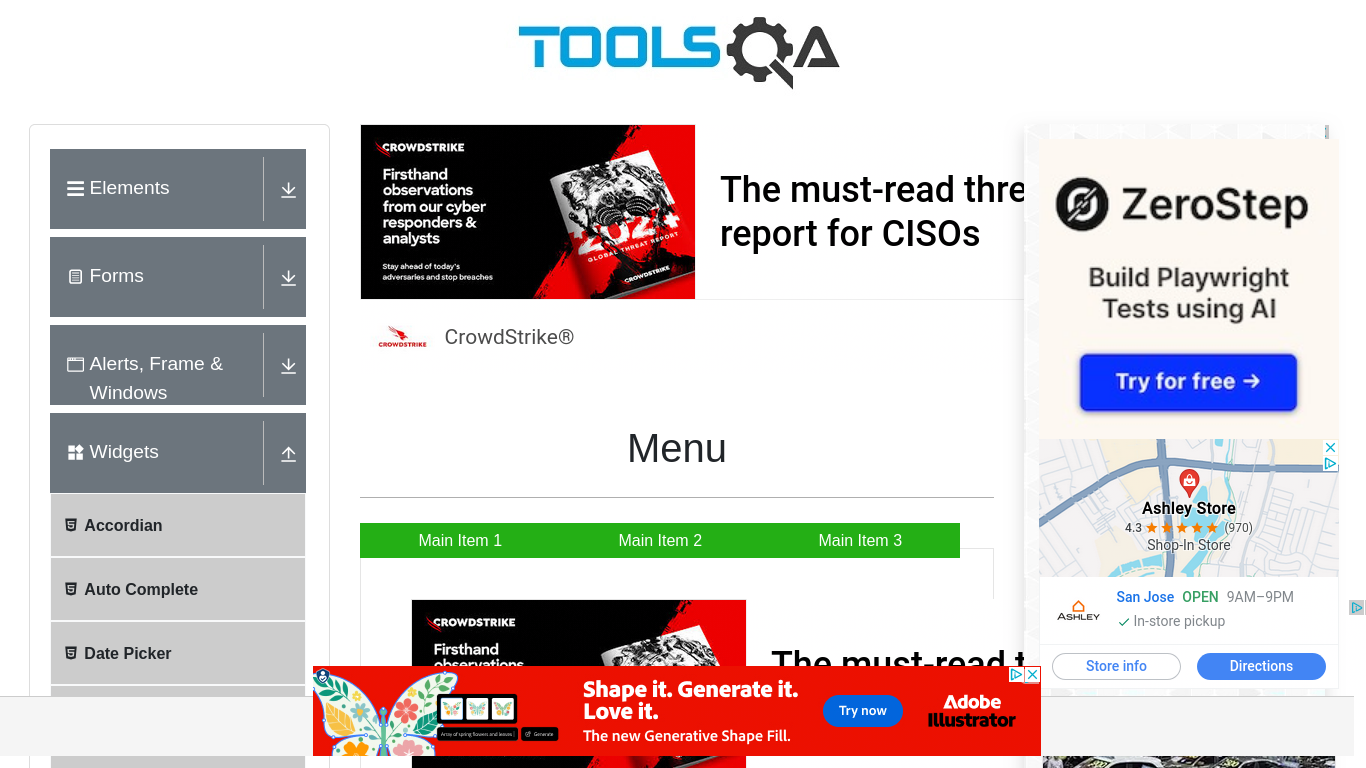 TOOLSQA
Elements
Forms
Alerts, Frame &
Windows
Widgets
Accordian
Auto Complete
Date Picker
CROWDSTRIKE
Firsthand
observations
from our cyber
responders &
analysts
Stay ahead of today's
adversaries and stop breaches
2024
GLOBAL THREAT REPORT
CROWDSTRIKE
The must-read thre
report for CISOs
CROWDSTRIKE
CrowdStrike®
Menu
Main Item 1
Main Item 2
Main Item 3
CROWDSTRIKE
Firsthand
observations
The must-read t
ZeroStep
Build Playwright
Tests using AI
Try for free →
Ashley Store
4.3 ★★★★★ (970)
Shop-In Store
ASHLEY
San Jose OPEN 9AM–9PM
In-store pickup
Store info
Directions
Array of spring flowers and leaves
Generate
Shape it. Generate it.
Love it.
The new Generative Shape Fill.
Try now
Adobe
Illustrator